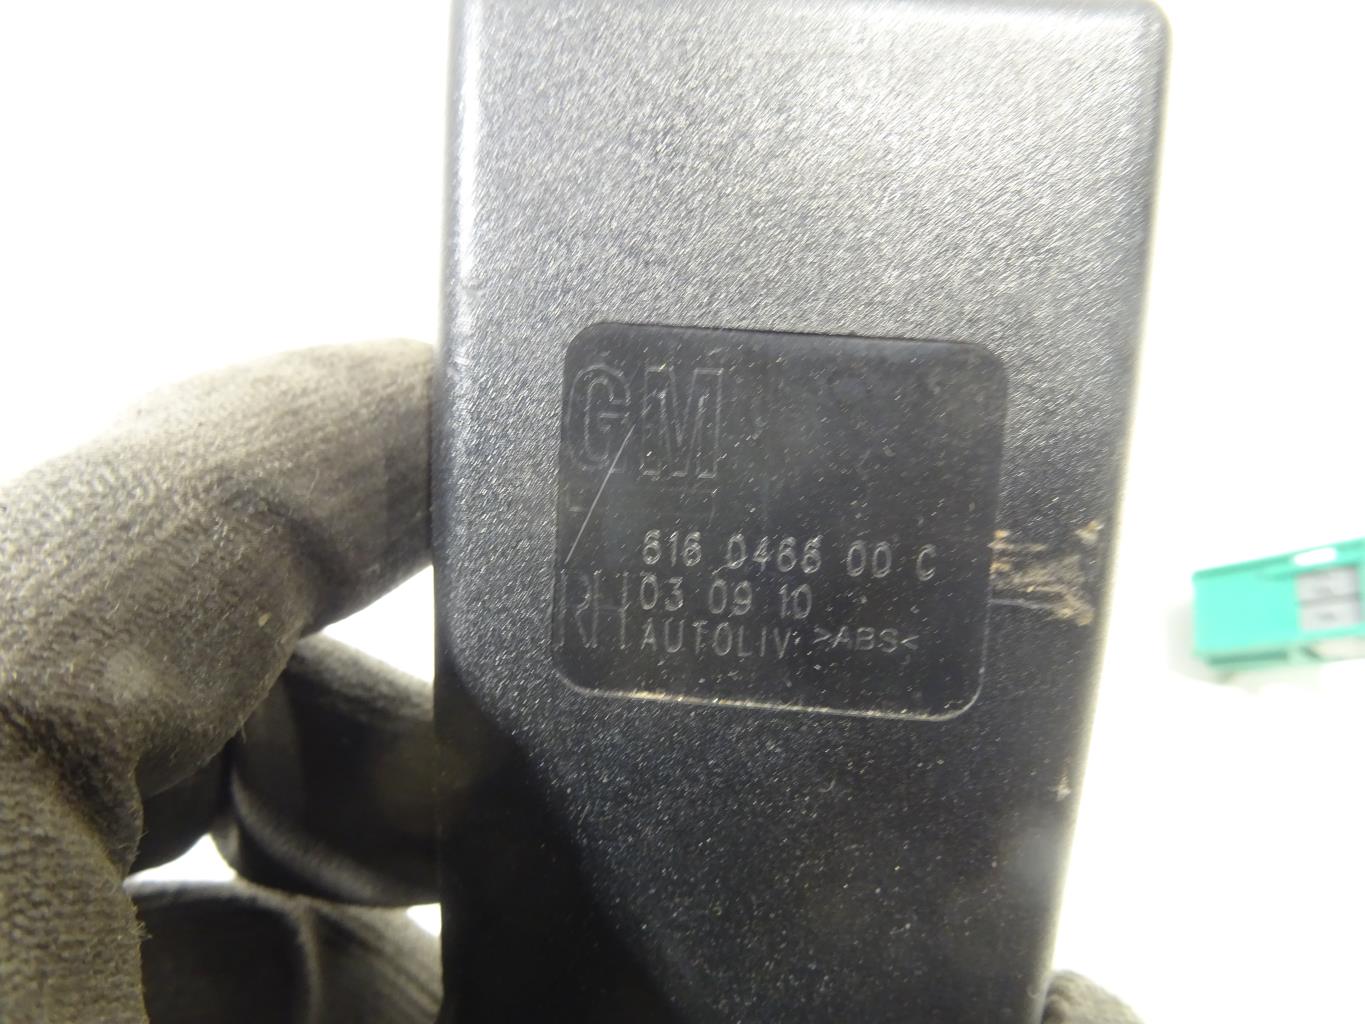 GM
616 0466 00 C
RH 03 09 10
AUTOLIV >ABS<